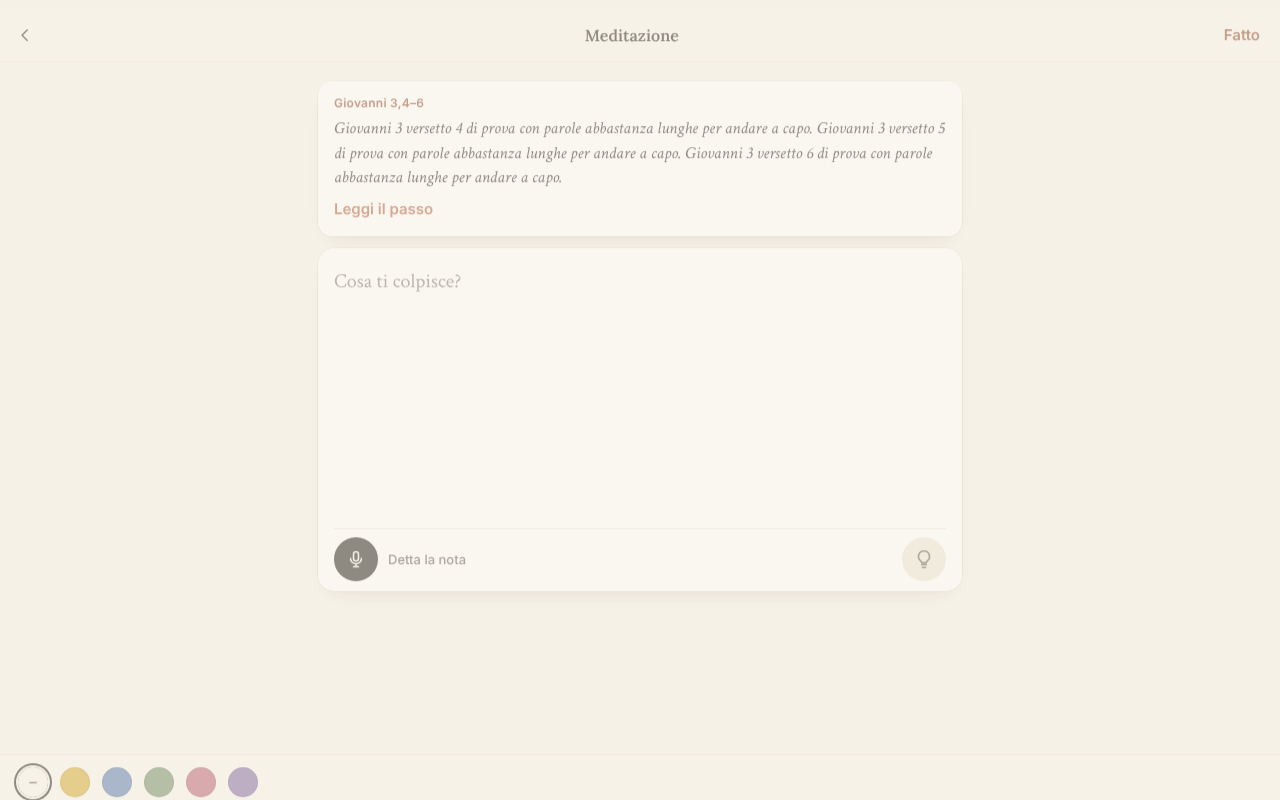 Meditazione
Fatto
Giovanni 3,4–6
Giovanni 3 versetto 4 di prova con parole abbastanza lunghe per andare a capo. Giovanni 3 versetto 5
di prova con parole abbastanza lunghe per andare a capo. Giovanni 3 versetto 6 di prova con parole
abbastanza lunghe per andare a capo.
Leggi il passo
Cosa ti colpisce?
Detta la nota